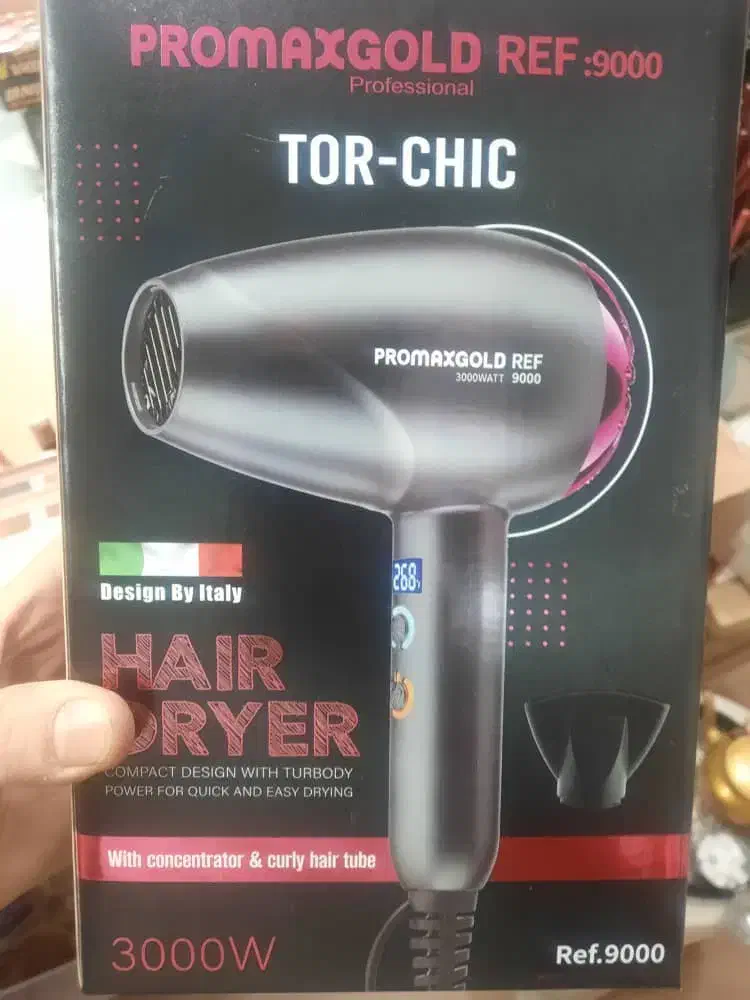 PROMAXGOLD REF:9000
Professional
TOR-CHIC
PROMAXGOLD REF
3000WATT 9000
268
Design By Italy
HAIR
DRYER
COMPACT DESIGN WITH TURBODY
POWER FOR QUICK AND EASY DRYING
With concentrator & curly hair tube
3000W
Ref.9000